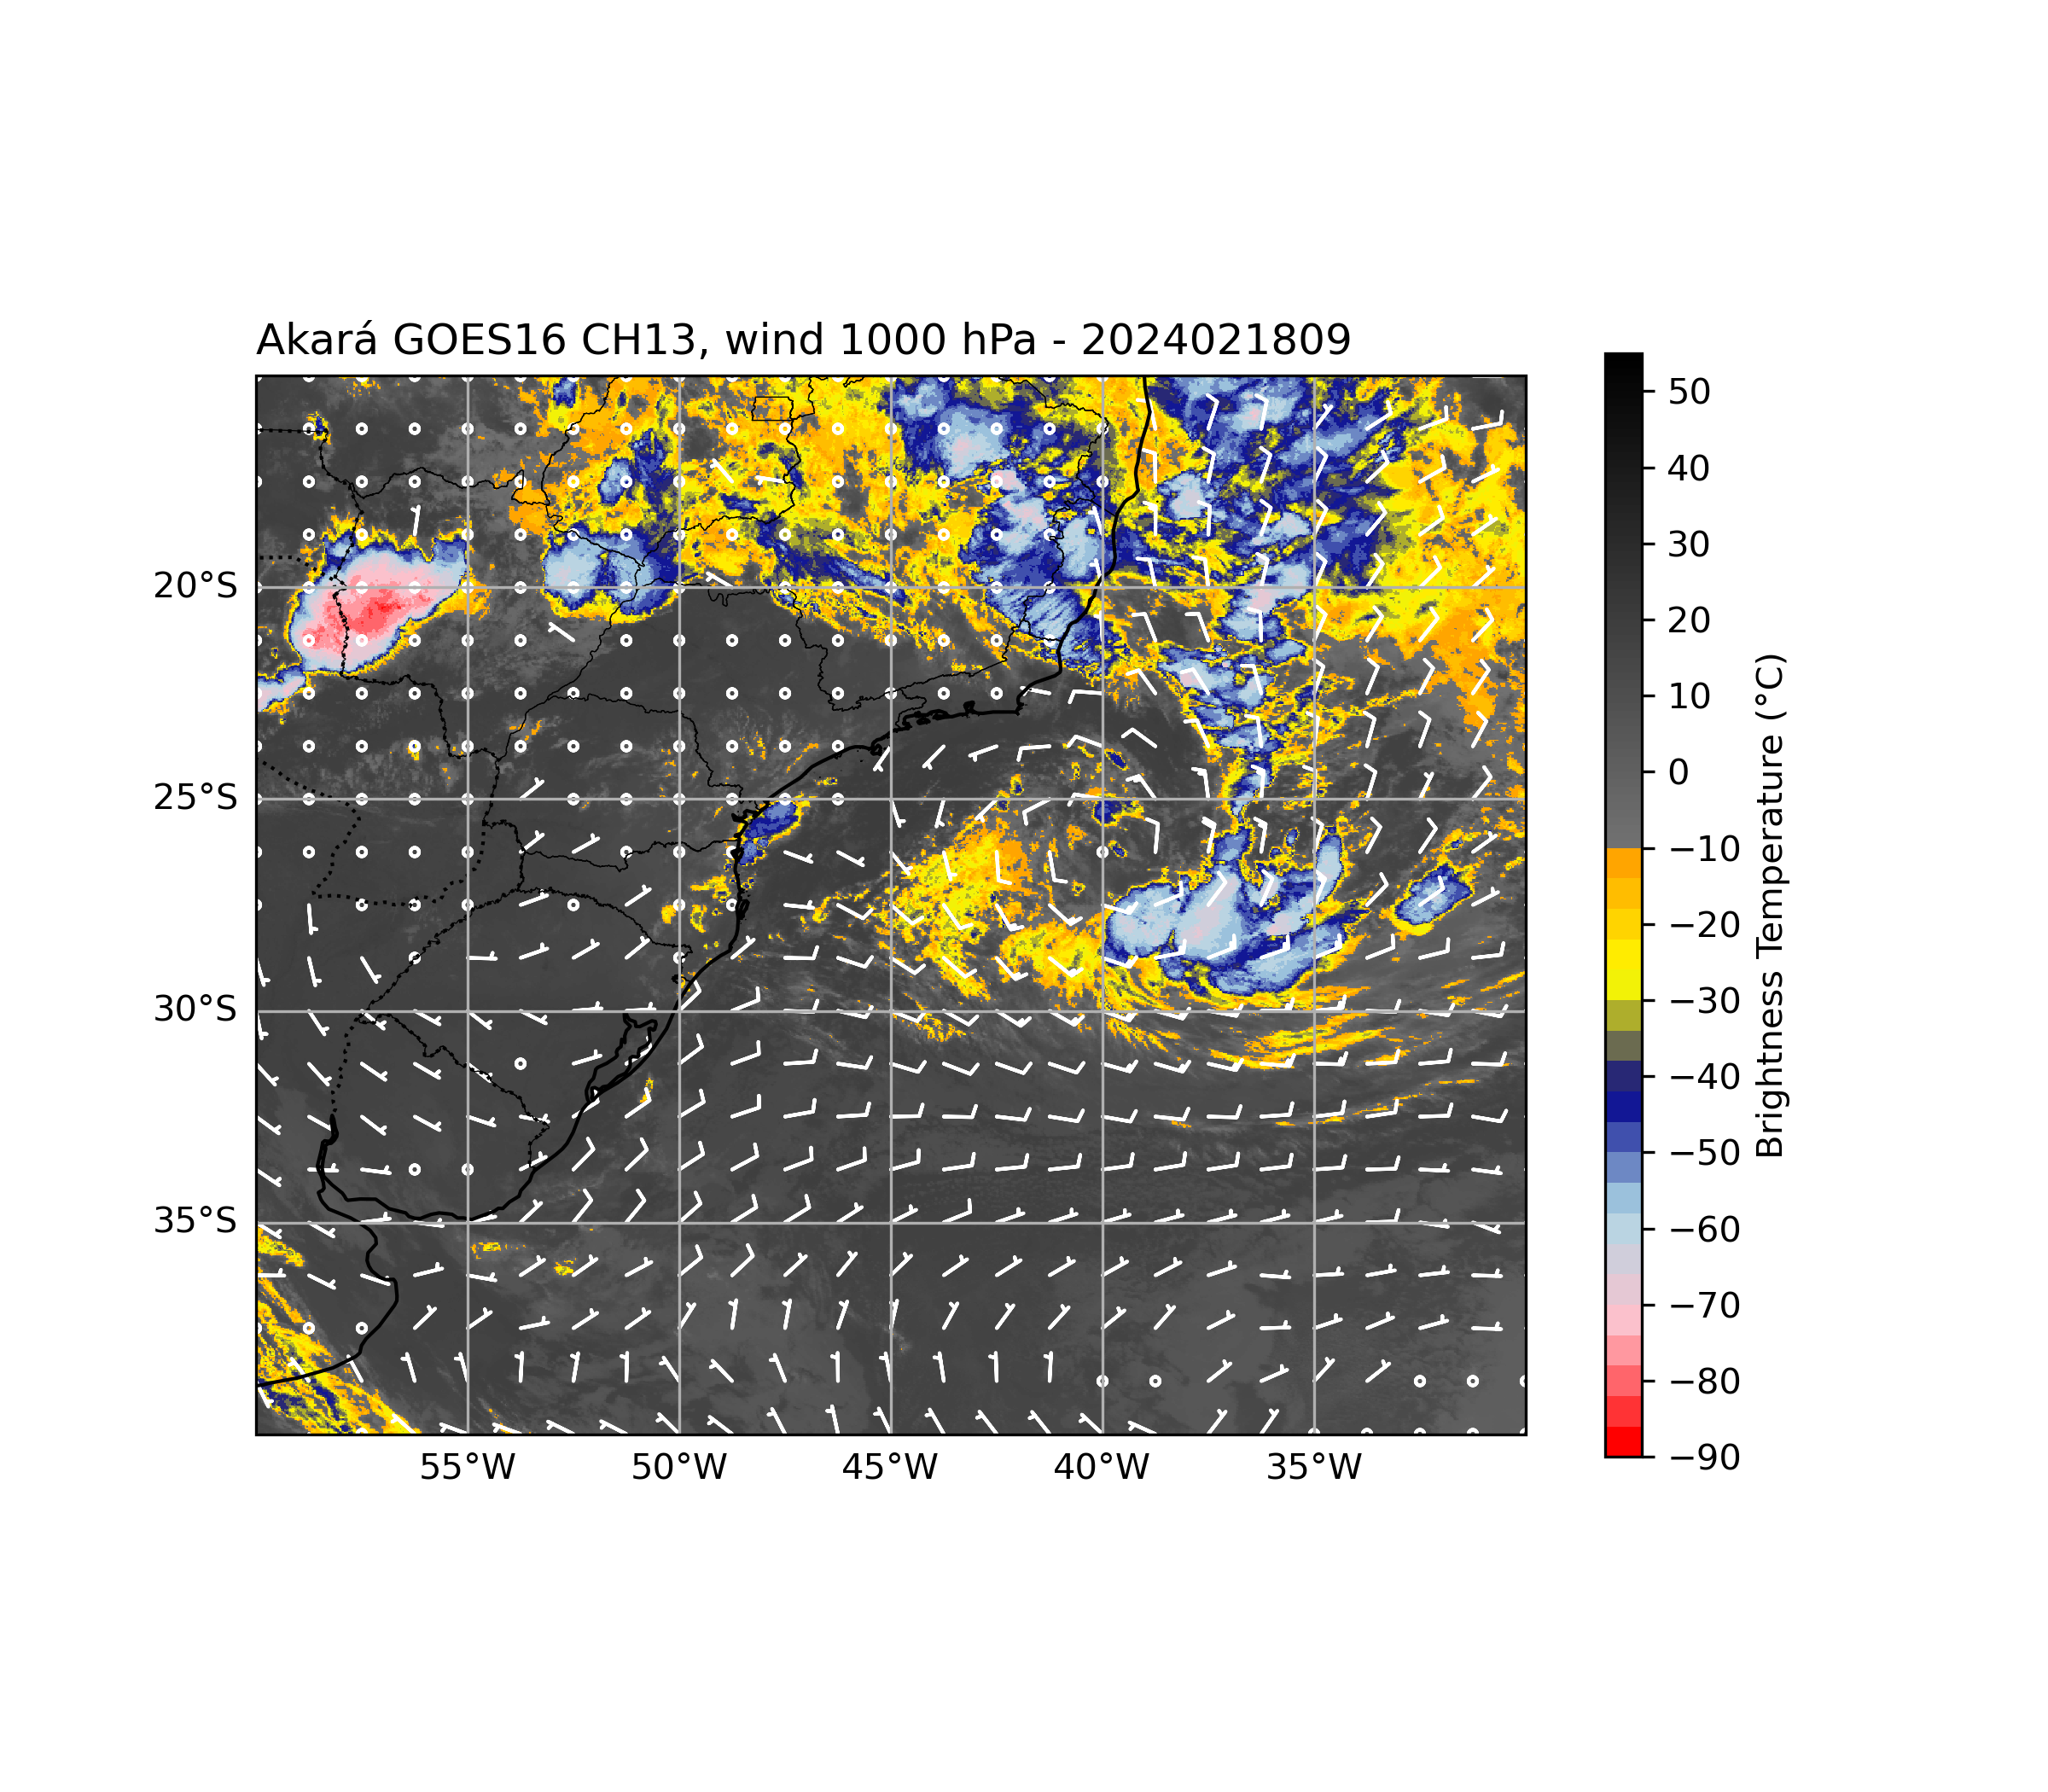 Akará GOES16 CH13, wind 1000 hPa - 2024021809
20°S
25°S
30°S
35°S
55°W
50°W
45°W
40°W
35°W
50
40
30
20
10
0
−10
−20
−30
−40
−50
−60
−70
−80
−90
Brightness Temperature (°C)